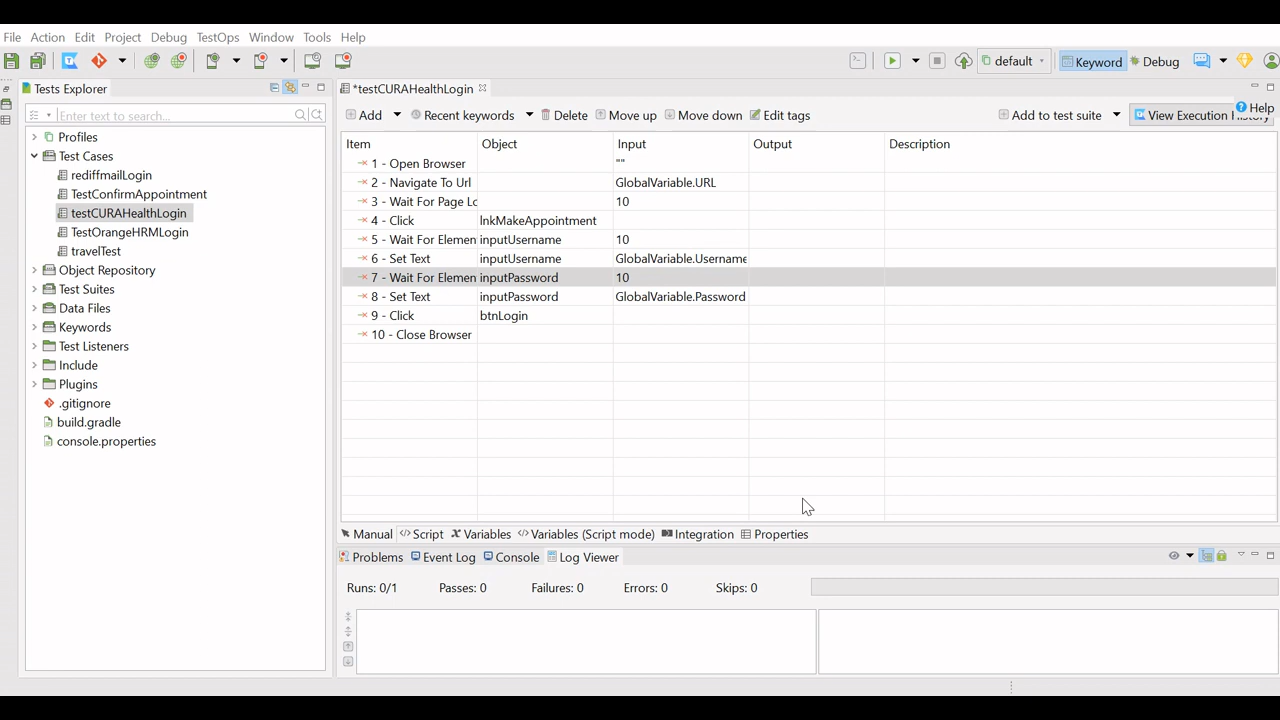 File Action Edit Project Debug TestOps Window Tools Help
default Keyword Debug
Tests Explorer *testCURAHealthLogin
Help
Enter text to search... Add Recent keywords Delete Move up Move down Edit tags Add to test suite View Execution History
Item Object Input Output Description
Profiles
Test Cases
rediffmailLogin
TestConfirmAppointment
testCURAHealthLogin
TestOrangeHRMLogin
travelTest
Object Repository
Test Suites
Data Files
Keywords
Test Listeners
Include
Plugins
.gitignore
build.gradle
console.properties
1 - Open Browser ""
2 - Navigate To Url GlobalVariable.URL
3 - Wait For Page Lo 10
4 - Click lnkMakeAppointment
5 - Wait For Elemen inputUsername 10
6 - Set Text inputUsername GlobalVariable.Username
7 - Wait For Elemen inputPassword 10
8 - Set Text inputPassword GlobalVariable.Password
9 - Click btnLogin
10 - Close Browser
Manual Script Variables Variables (Script mode) Integration Properties
Problems Event Log Console Log Viewer
Runs: 0/1 Passes: 0 Failures: 0 Errors: 0 Skips: 0